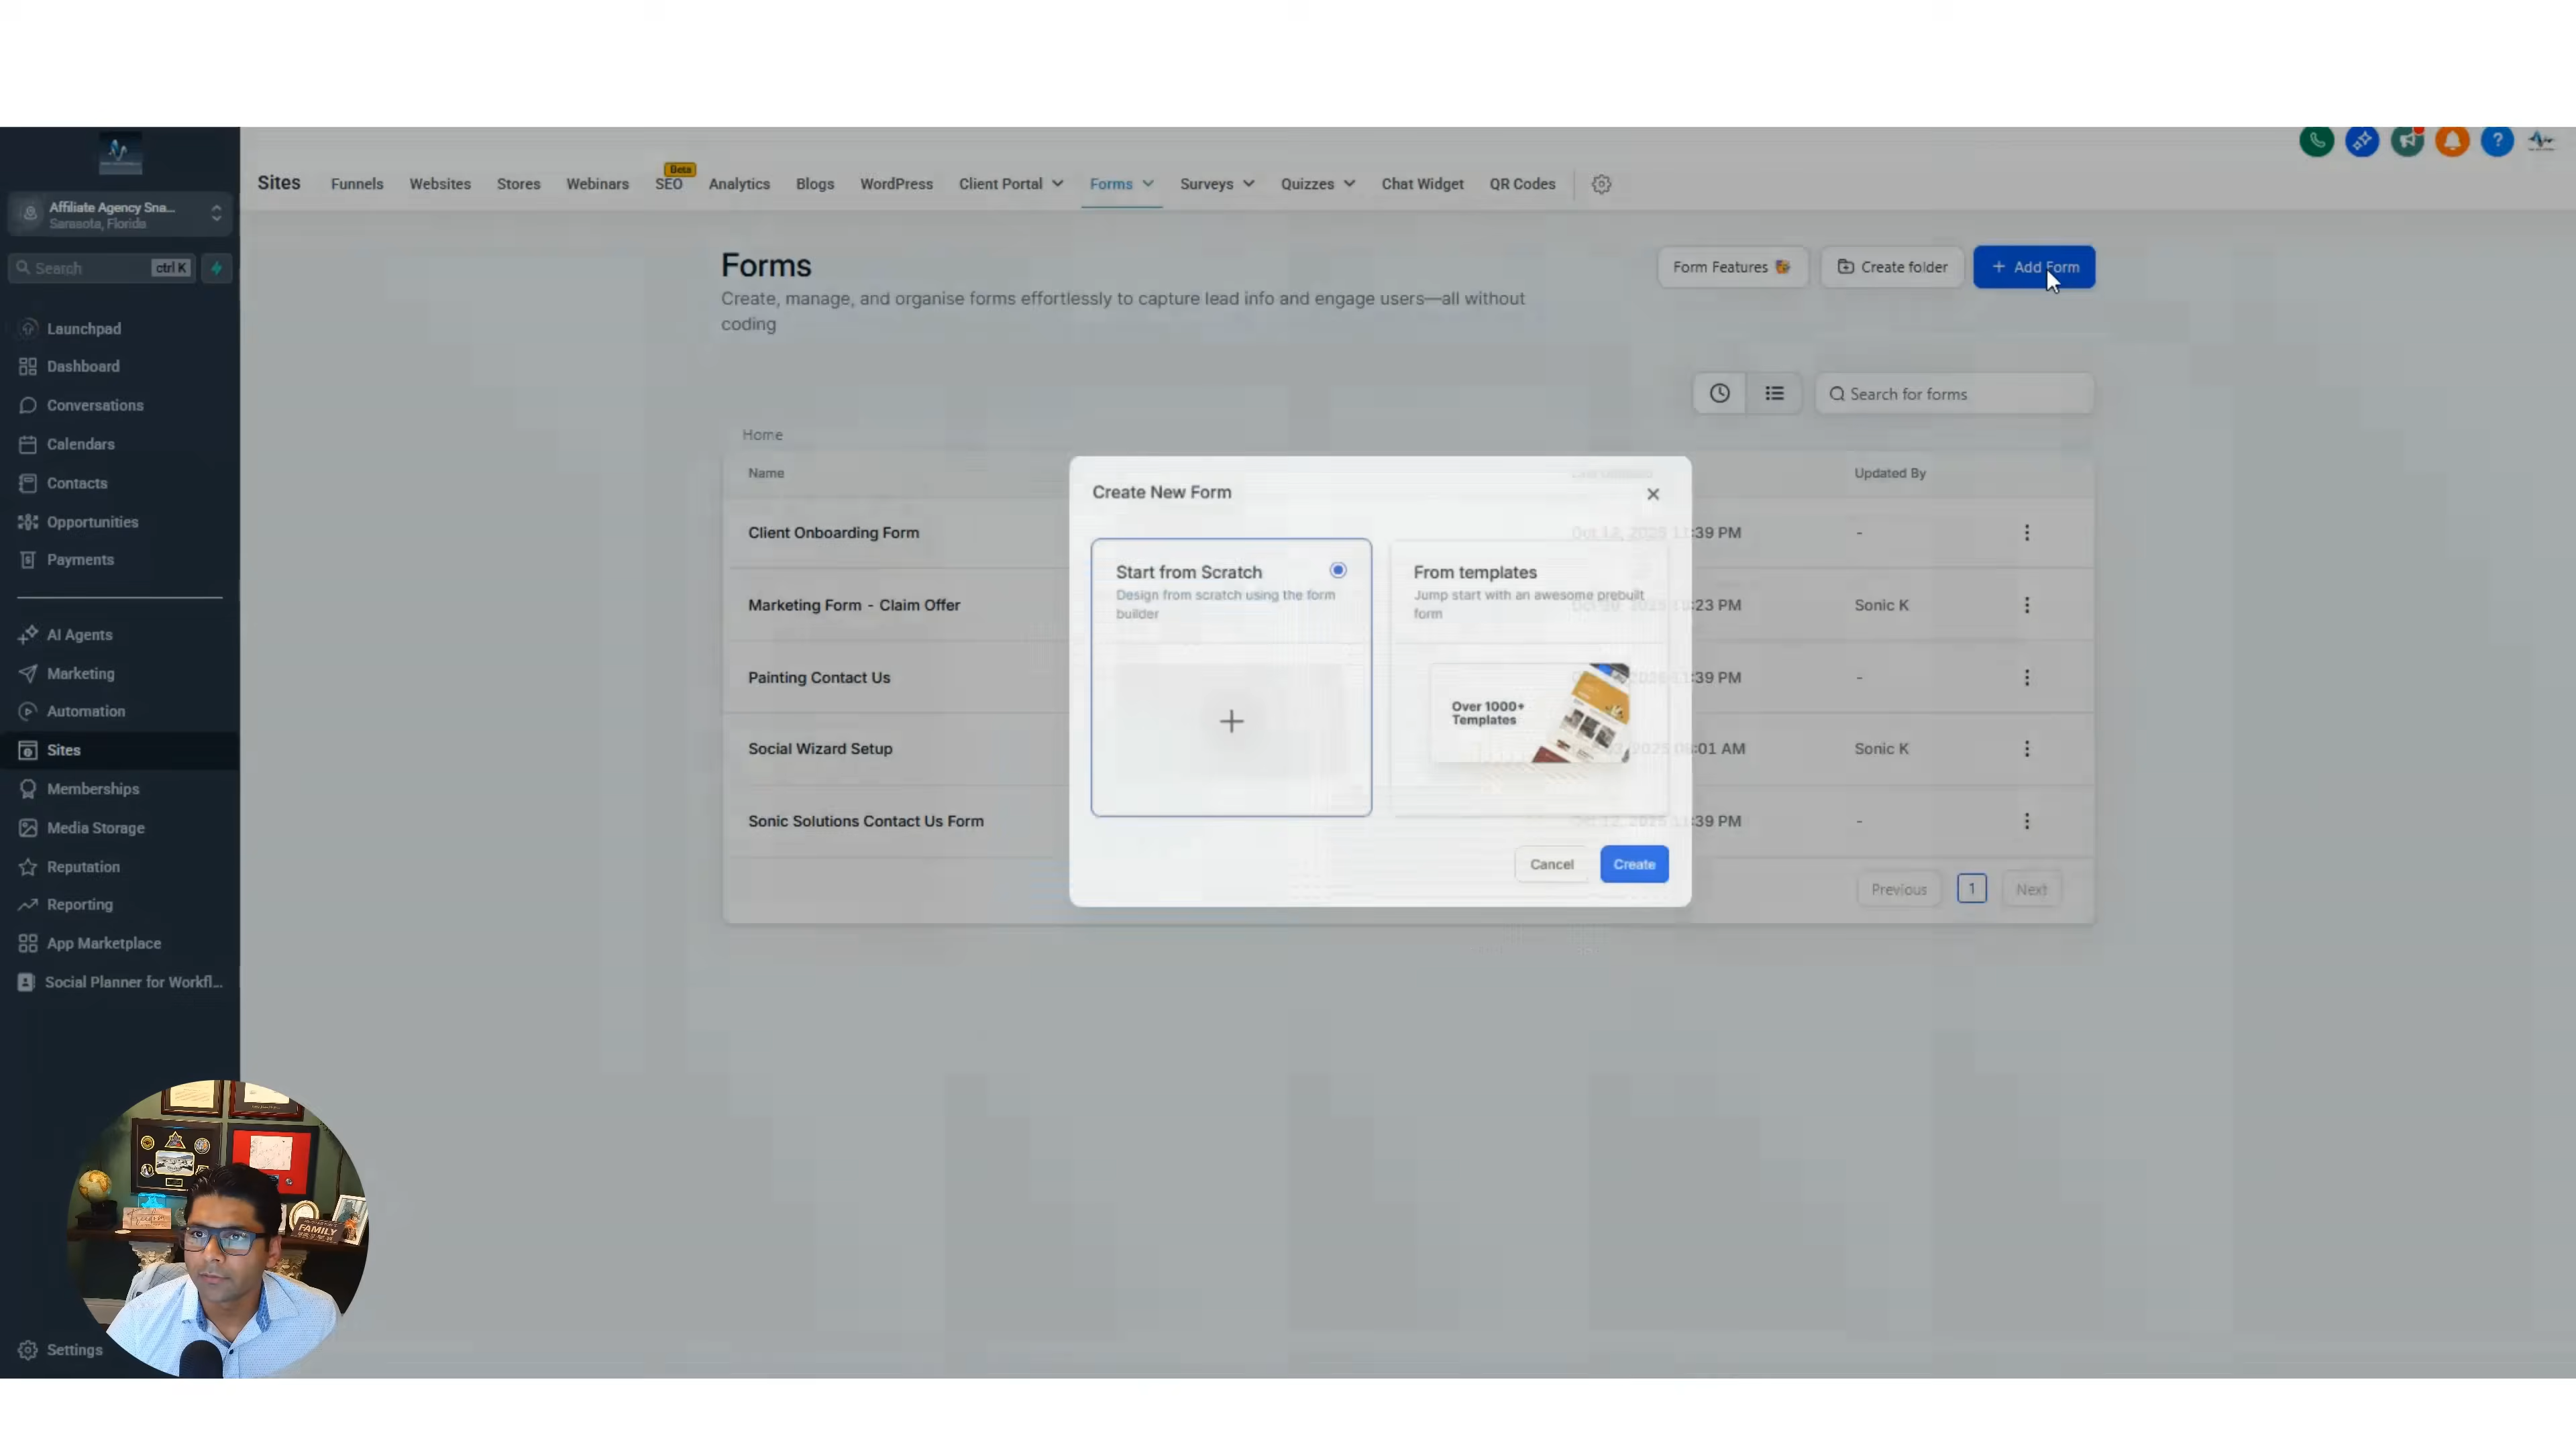 Affiliate Agency Sna...
Sarasota, Florida
Search
ctrl K
Launchpad
Dashboard
Conversations
Calendars
Contacts
Opportunities
Payments
AI Agents
Marketing
Automation
Sites
Memberships
Media Storage
Reputation
Reporting
App Marketplace
Social Planner for Workfl...
Settings
Sites
Funnels
Websites
Stores
Webinars
SEO
Beta
Analytics
Blogs
WordPress
Client Portal
Forms
Surveys
Quizzes
Chat Widget
QR Codes
Forms
Create, manage, and organise forms effortlessly to capture lead info and engage users—all without
coding
Form Features
Create folder
+ Add Form
Search for forms
Home
Name
Updated By
Client Onboarding Form
Oct 12, 2025 11:39 PM
-
Marketing Form - Claim Offer
:23 PM
Sonic K
Painting Contact Us
11:39 PM
-
Social Wizard Setup
:01 AM
Sonic K
Sonic Solutions Contact Us Form
11:39 PM
-
Previous
1
Next
Create New Form
Start from Scratch
Design from scratch using the form
builder
From templates
Jump start with an awesome prebuilt
form
Over 1000+
Templates
Cancel
Create
FAMILY